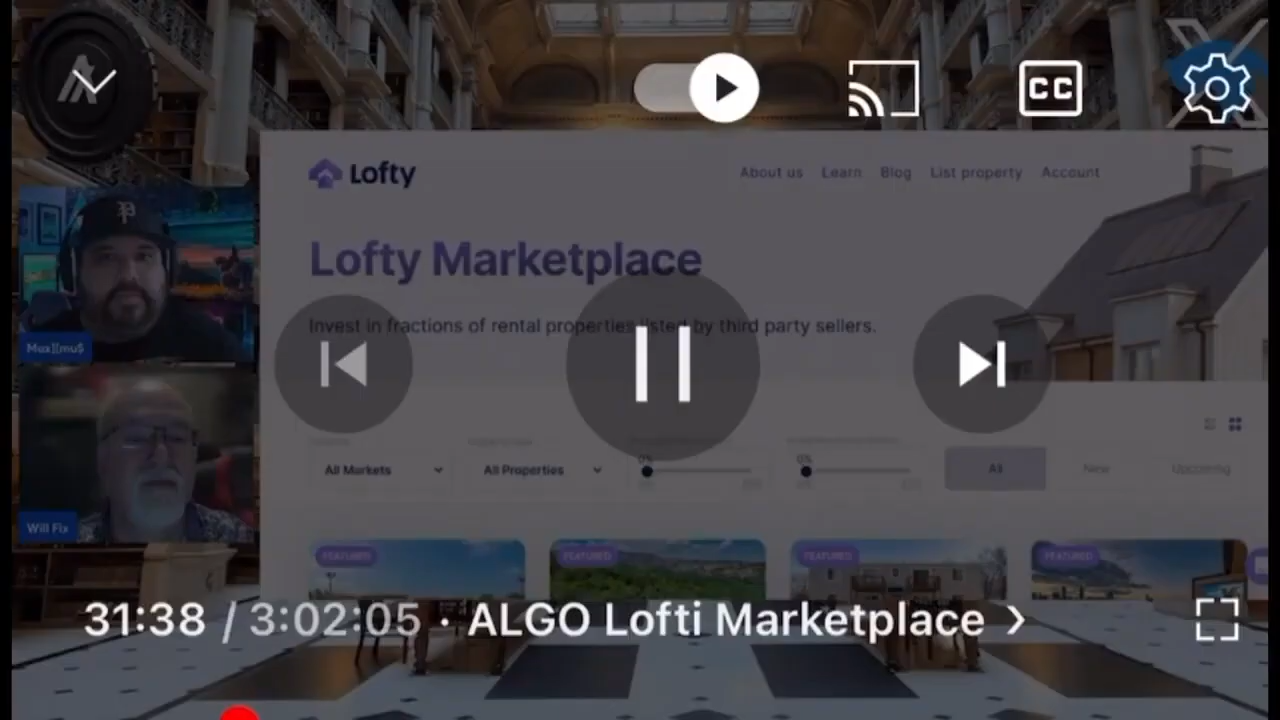 CC
Lofty
About us Learn Blog List property Account
Lofty Marketplace
Invest in fractions of rental properties listed by third party sellers.
Will Fix
All Markets
All Properties
0%
0%
All
New
Upcoming
FEATURED
FEATURED
FEATURED
FEATURED
31:38 / 3:02:05 · ALGO Lofti Marketplace